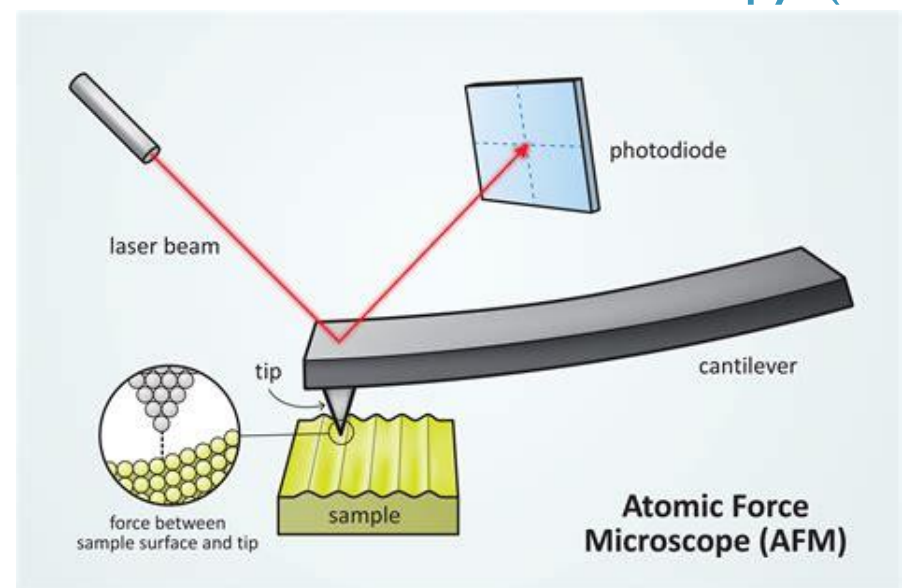 photodiode
laser beam
cantilever
tip
force between
sample surface and tip
sample
Atomic Force
Microscope (AFM)